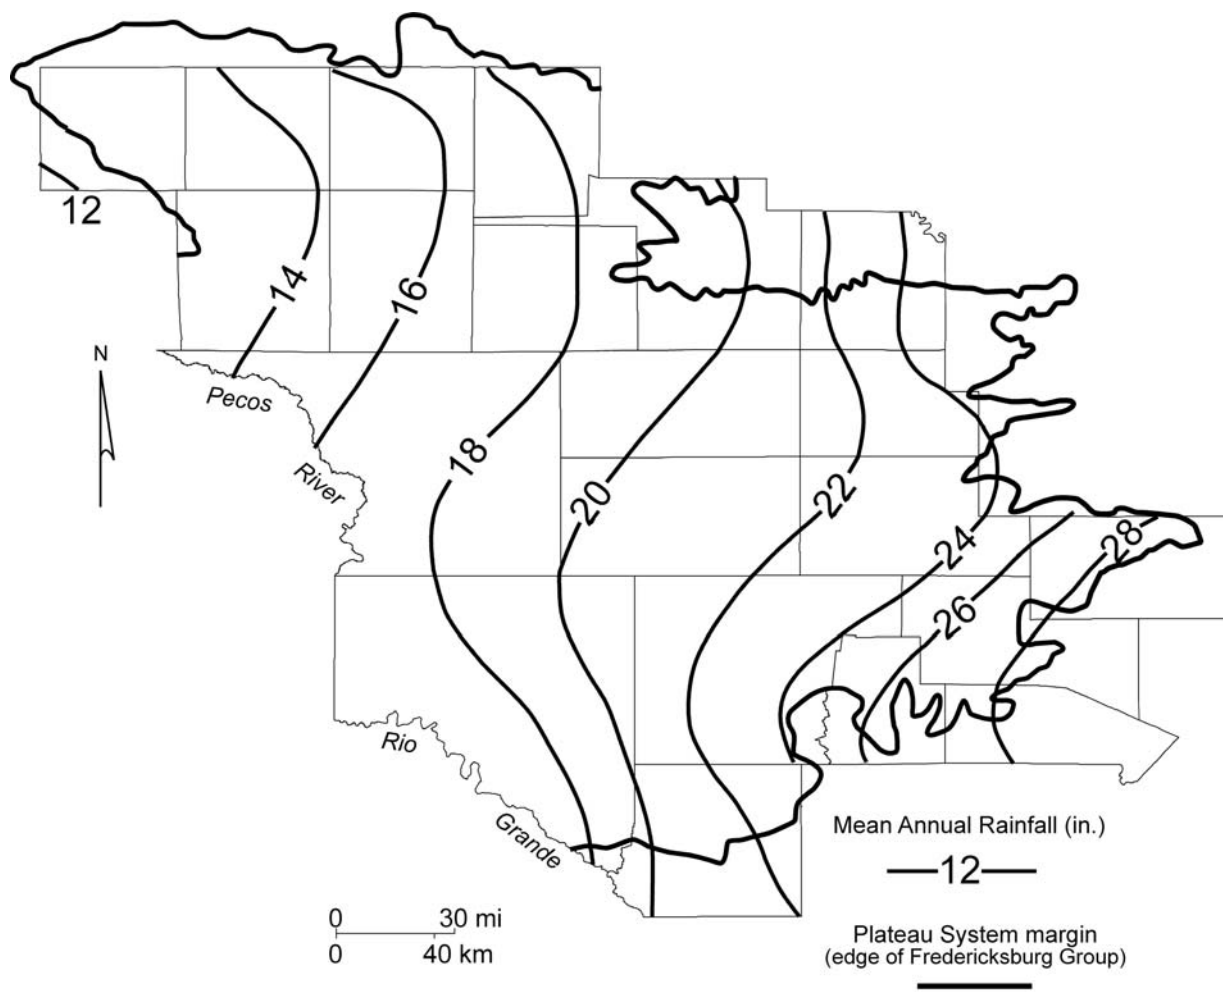 12
14
16
N
Pecos
River
18
20
22
24
28
26
Rio
Grande
Mean Annual Rainfall (in.)
12
0 30 mi
0 40 km
Plateau System margin
(edge of Fredericksburg Group)